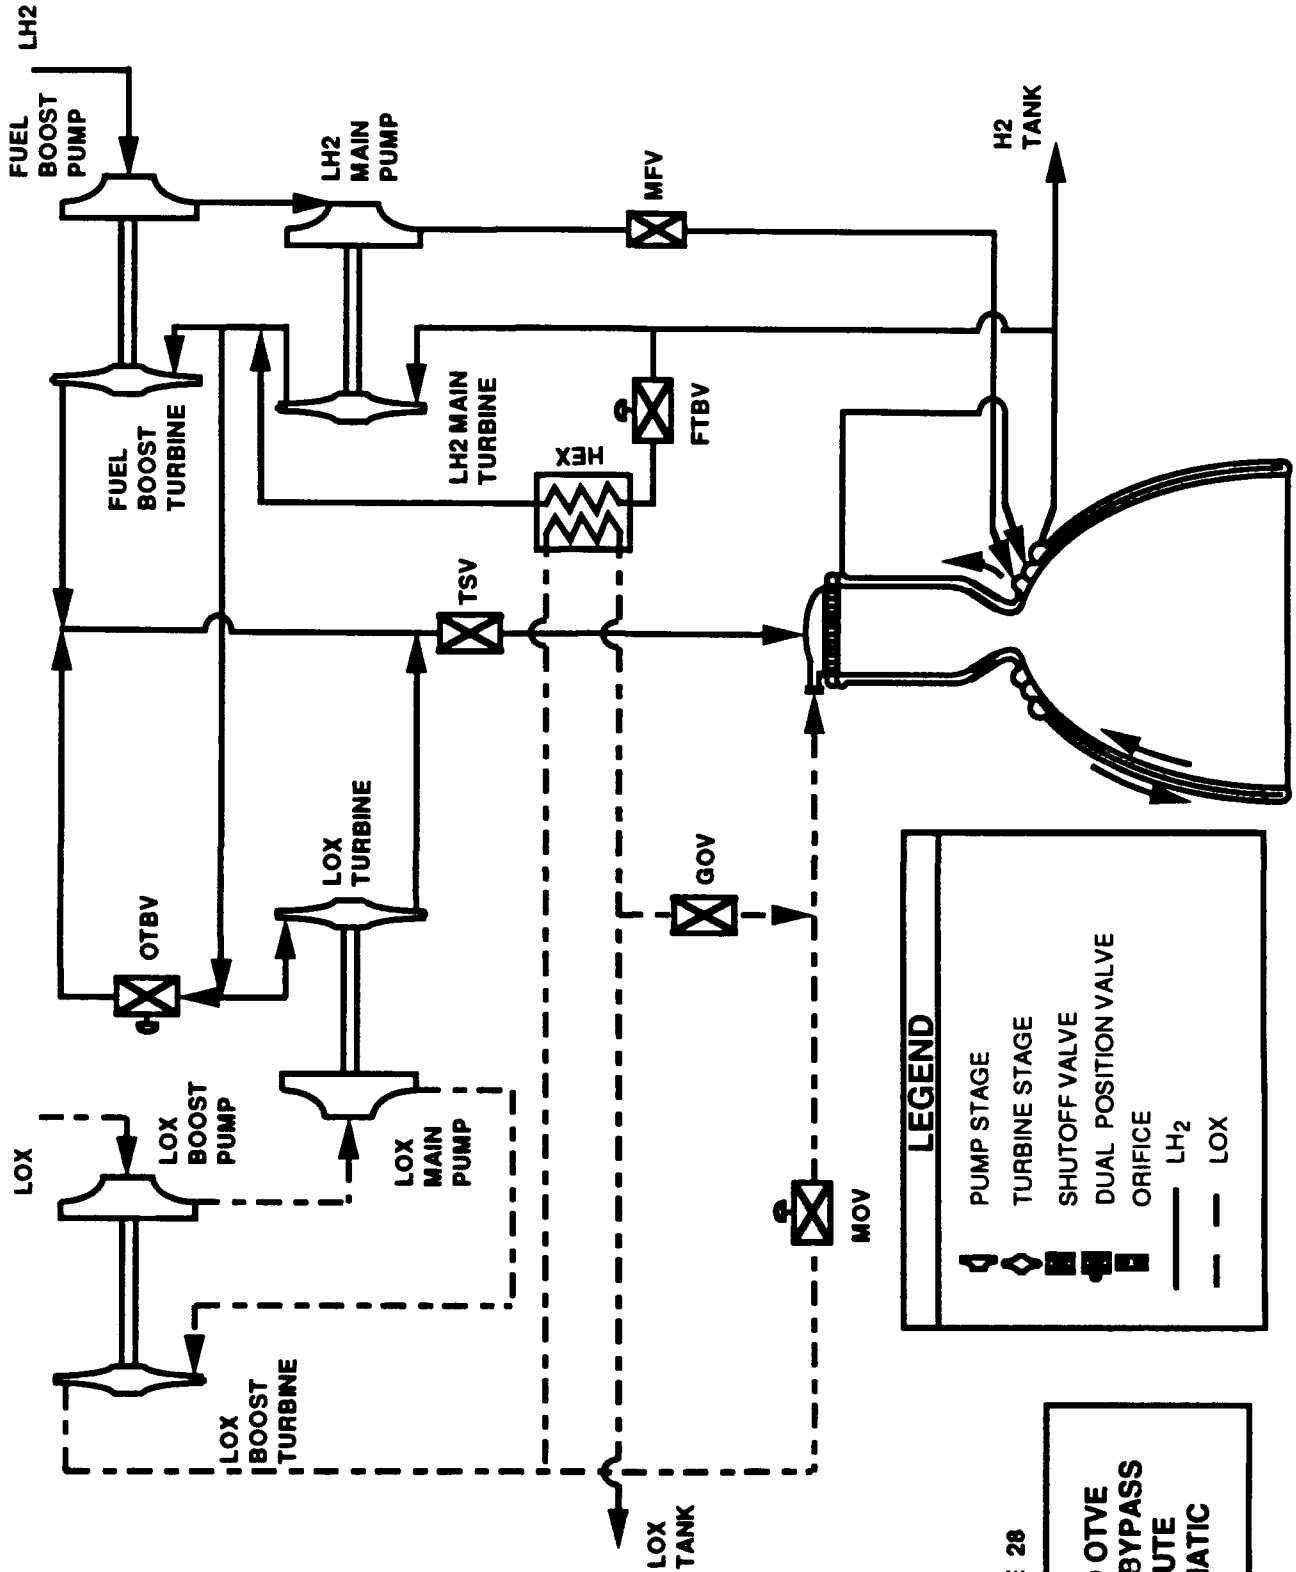 LH2
FUEL
BOOST
PUMP
LH2
MAIN
PUMP
MFV
H2
TANK
FUEL
BOOST
TURBINE
LH2 MAIN
TURBINE
HEX
FTBV
TSV
OTBV
LOX
TURBINE
GOV
LOX
LOX
BOOST
PUMP
LOX
MAIN
PUMP
MOV
LOX
BOOST
TURBINE
LOX
TANK
LEGEND
PUMP STAGE
TURBINE STAGE
SHUTOFF VALVE
DUAL POSITION VALVE
ORIFICE
LH2
LOX
28
OTVE
BYPASS